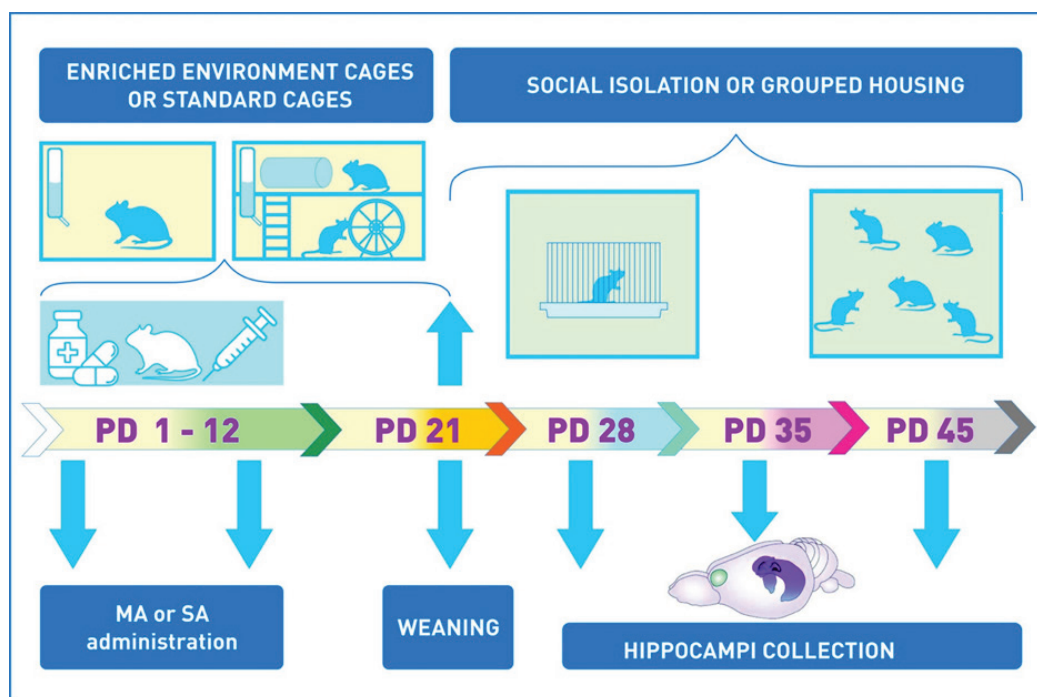 ENRICHED ENVIRONMENT CAGES
OR STANDARD CAGES
SOCIAL ISOLATION OR GROUPED HOUSING
PD 1 - 12
PD 21
PD 28
PD 35
PD 45
MA or SA
administration
WEANING
HIPPOCAMPI COLLECTION